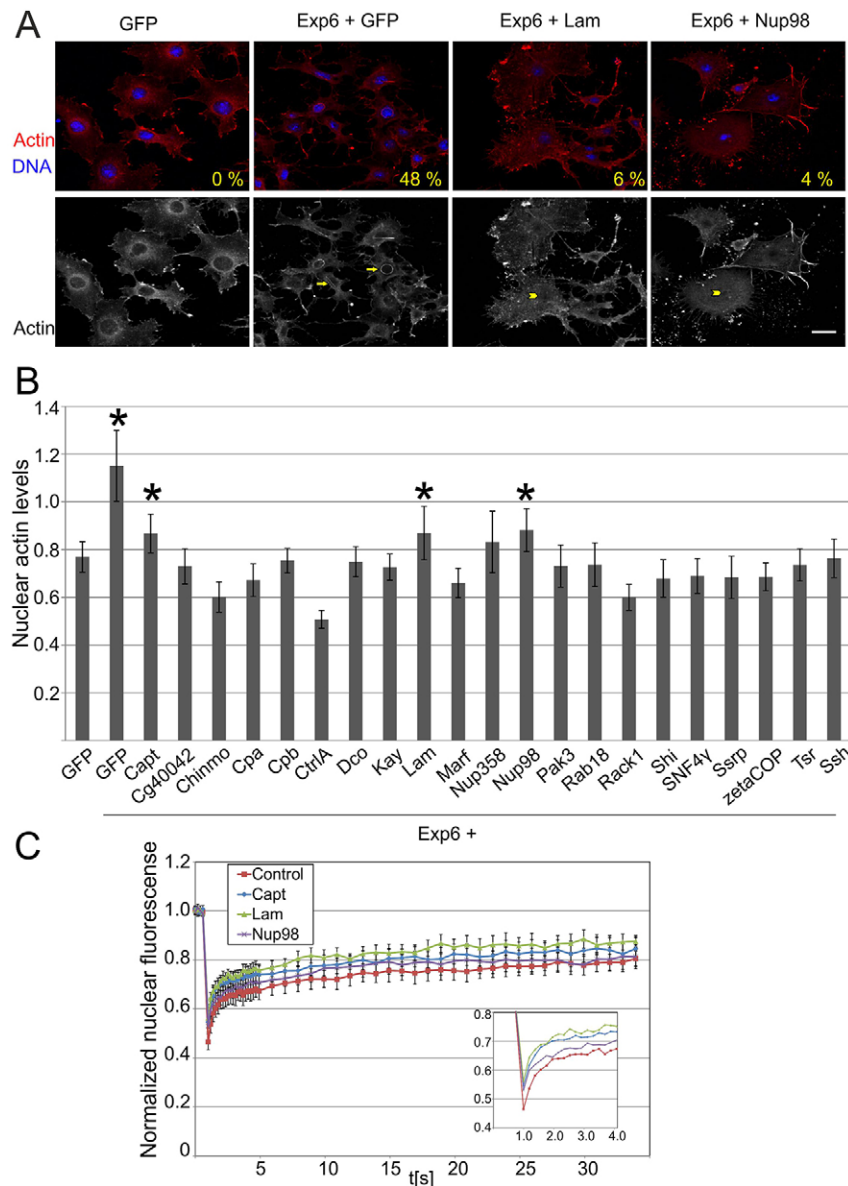 A
GFP
Exp6 + GFP
Exp6 + Lam
Exp6 + Nup98
Actin
DNA
0 %
48 %
6 %
4 %
Actin
B
Nuclear actin levels
1.4
1.2
1.0
0.8
0.6
0.4
0.2
*
*
*
*
GFP
GFP
Capt
Cg40042
Chinmo
Cpa
Cpb
CtrlA
Dco
Kay
Lam
Marf
Nup358
Nup98
Pak3
Rab18
Rack1
Shi
SNF4γ
Ssrp
zetaCOP
Tsr
Ssh
Exp6 +
C
Normalized nuclear fluorescense
1.2
1.0
0.8
0.6
0.4
0.2
0
Control
Capt
Lam
Nup98
0.8
0.7
0.6
0.5
0.4
1.0
2.0
3.0
4.0
5
10
15
20
25
30
t[s]